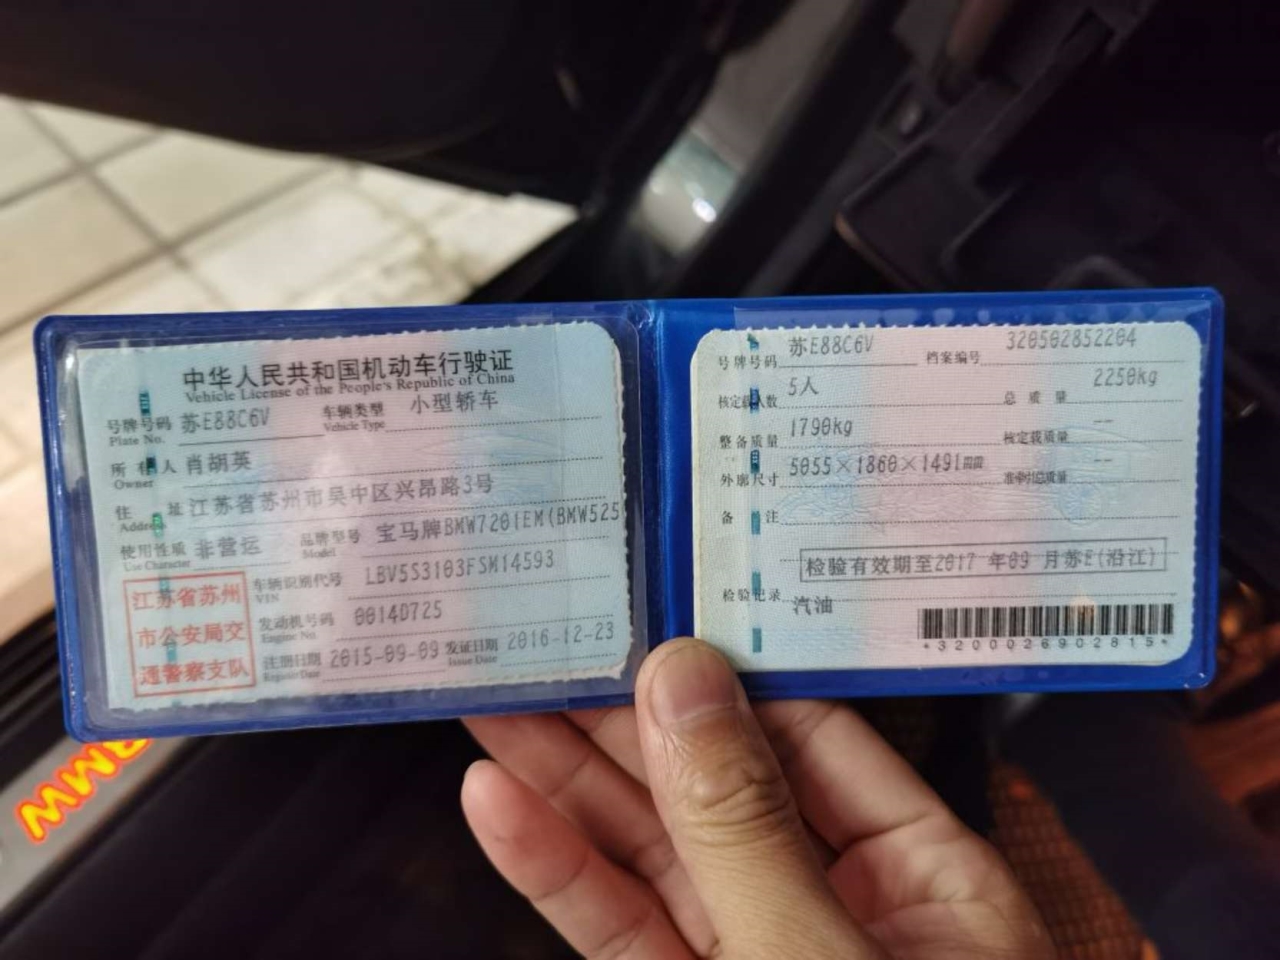 中华人民共和国机动车行驶证
Vehicle License of the People's Republic of China
号牌号码 苏E88C6V 车辆类型 小型轿车
Plate No. Vehicle Type
所有人 肖胡英
Owner
住址 江苏省苏州市吴中区兴昂路3号
Address
使用性质 非营运 品牌型号 宝马牌BMW7201EM(BMW525
Use Character Model
江苏省苏州
市公安局交
通警察支队
车辆识别代号 LBV5S3103FSM14593
VIN
发动机号码 0014D725
Engine No.
注册日期 2015-09-09 发证日期 2016-12-23
Register Date Issue Date
号牌号码 苏E88C6V 档案编号 320502852204
核定载人数 5人 总质量 2250kg
整备质量 1790kg 核定载质量 --
外廓尺寸 5055×1860×1491mm 准牵引总质量 --
备注
检验有效期至2017 年09 月苏E(沿江)
检验记录
汽油
*3200026902815*
BMW